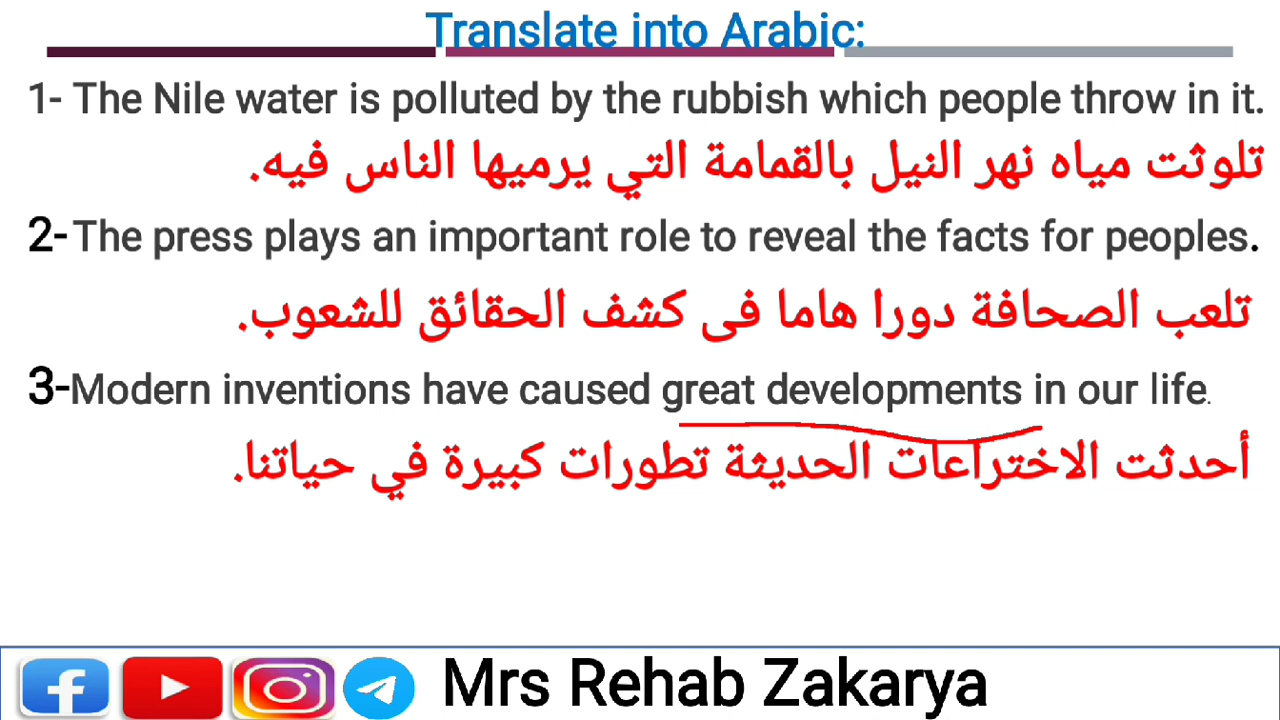 Translate into Arabic:
1- The Nile water is polluted by the rubbish which people throw in it.
تلوثت مياه نهر النيل بالقمامة التي يرميها الناس فيه.
2- The press plays an important role to reveal the facts for peoples.
تلعب الصحافة دورا هاما فى كشف الحقائق للشعوب.
3-Modern inventions have caused great developments in our life.
أحدثت الاختراعات الحديثة تطورات كبيرة في حياتنا.
Mrs Rehab Zakarya